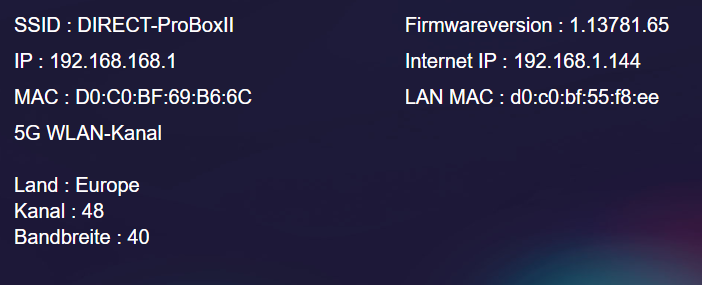 SSID : DIRECT-ProBoxII
Firmwareversion : 1.13781.65
IP : 192.168.168.1
Internet IP : 192.168.1.144
MAC : D0:C0:BF:69:B6:6C
LAN MAC : d0:c0:bf:55:f8:ee
5G WLAN-Kanal
Land : Europe
Kanal : 48
Bandbreite : 40